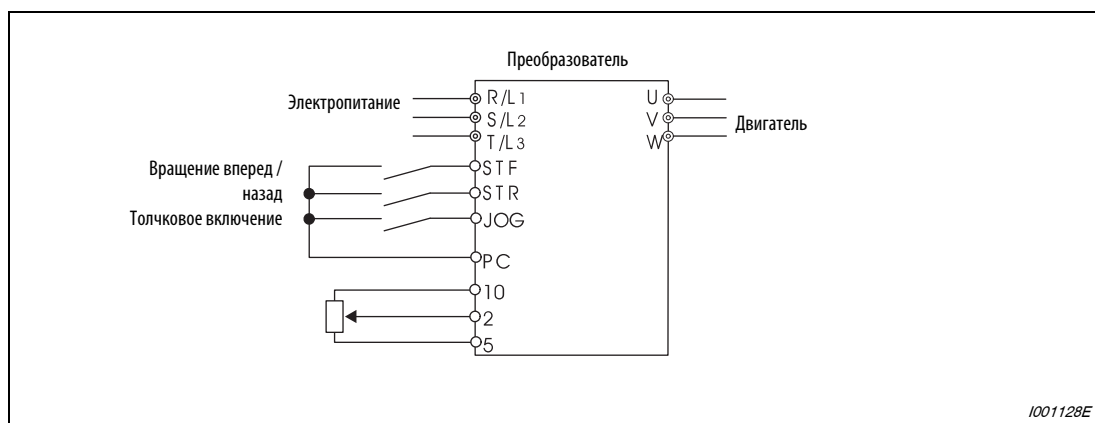 Преобразователь
Электропитание
R/L1
S/L2
T/L3
U
V
W
Двигатель
Вращение вперед /
назад
Толчковое включение
STF
STR
JOG
PC
10
2
5
I001128E